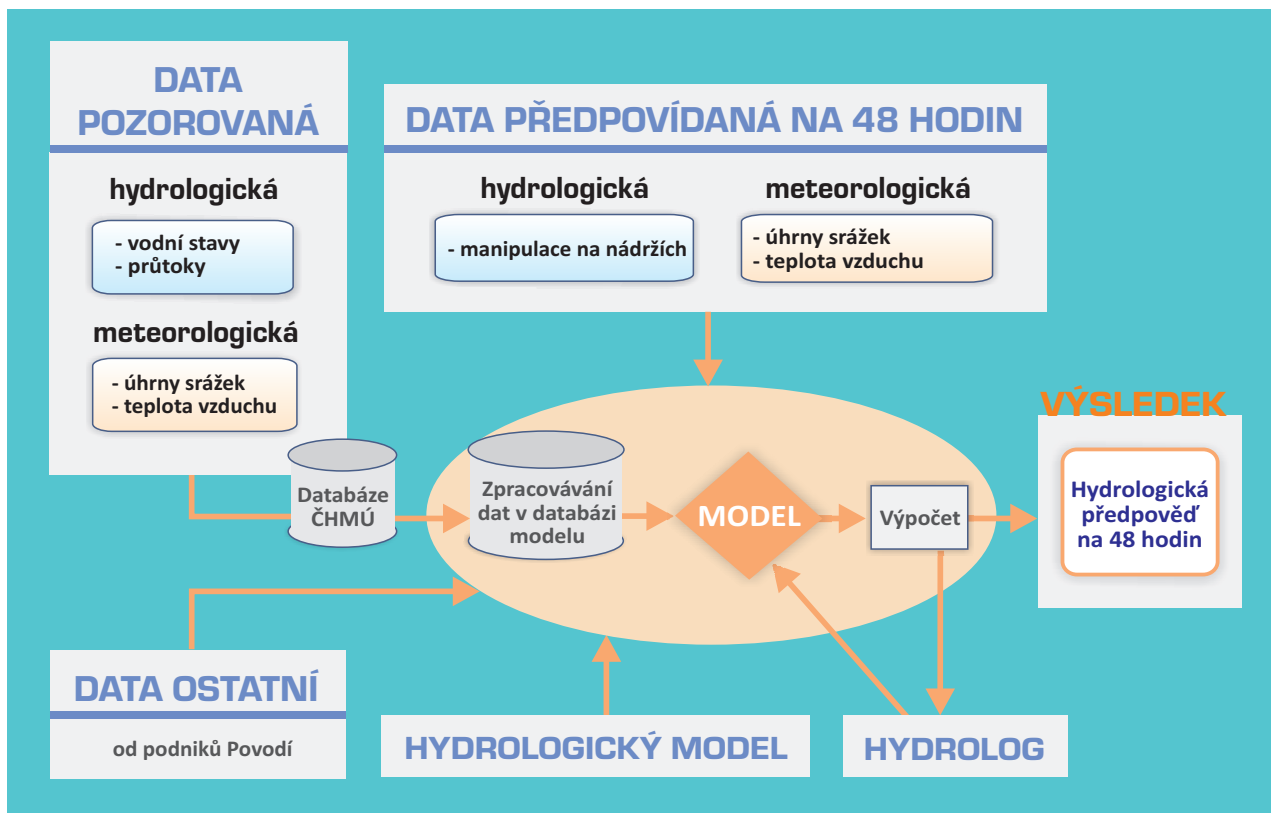 DATA
POZOROVANÁ
hydrologická
- vodní stavy
- průtoky
meteorologická
- úhrny srážek
- teplota vzduchu
DATA PŘEDPOVÍDANÁ NA 48 HODIN
hydrologická
- manipulace na nádržích
meteorologická
- úhrny srážek
- teplota vzduchu
Databáze
ČHMÚ
Zpracovávání
dat v databázi
modelu
MODEL
Výpočet
VÝSLEDEK
Hydrologická
předpověď
na 48 hodin
DATA OSTATNÍ
od podniků Povodí
HYDROLOGICKÝ MODEL
HYDROLOG